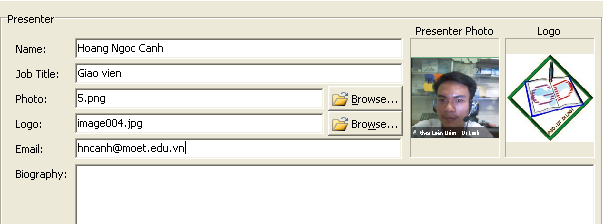 Presenter
Presenter Photo
Logo
Name:
Hoang Ngoc Canh
Job Title:
Giao vien
Photo:
5.png
Browse...
Logo:
image004.jpg
Browse...
Email:
hncanh@moet.edu.vn
Biography: